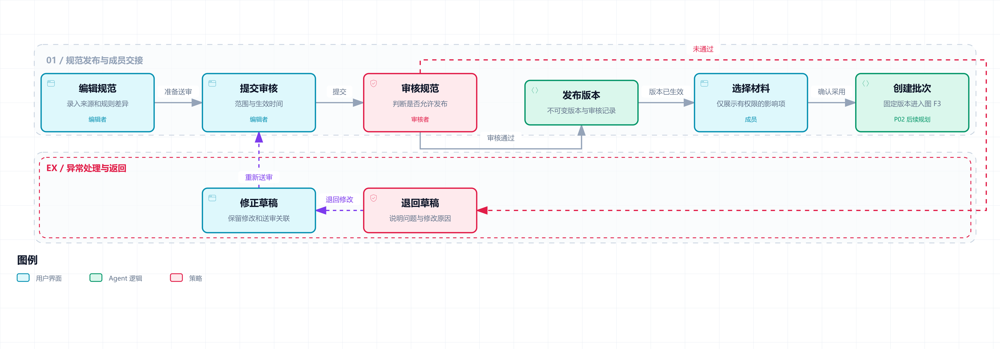 未通过
01 / 规范发布与成员交接
编辑规范
录入来源和规则差异
编辑者
准备送审
提交审核
范围与生效时间
编辑者
提交
审核规范
判断是否允许发布
审核者
审核通过
发布版本
不可变版本与审核记录
版本已生效
选择材料
仅展示有权限的影响项
成员
确认采用
创建批次
固定版本进入图 F3
P02 后续规划
EX / 异常处理与返回
重新送审
修正草稿
保留修改和送审关联
退回修改
退回草稿
说明问题与修改原因
图例
用户界面
Agent 逻辑
策略